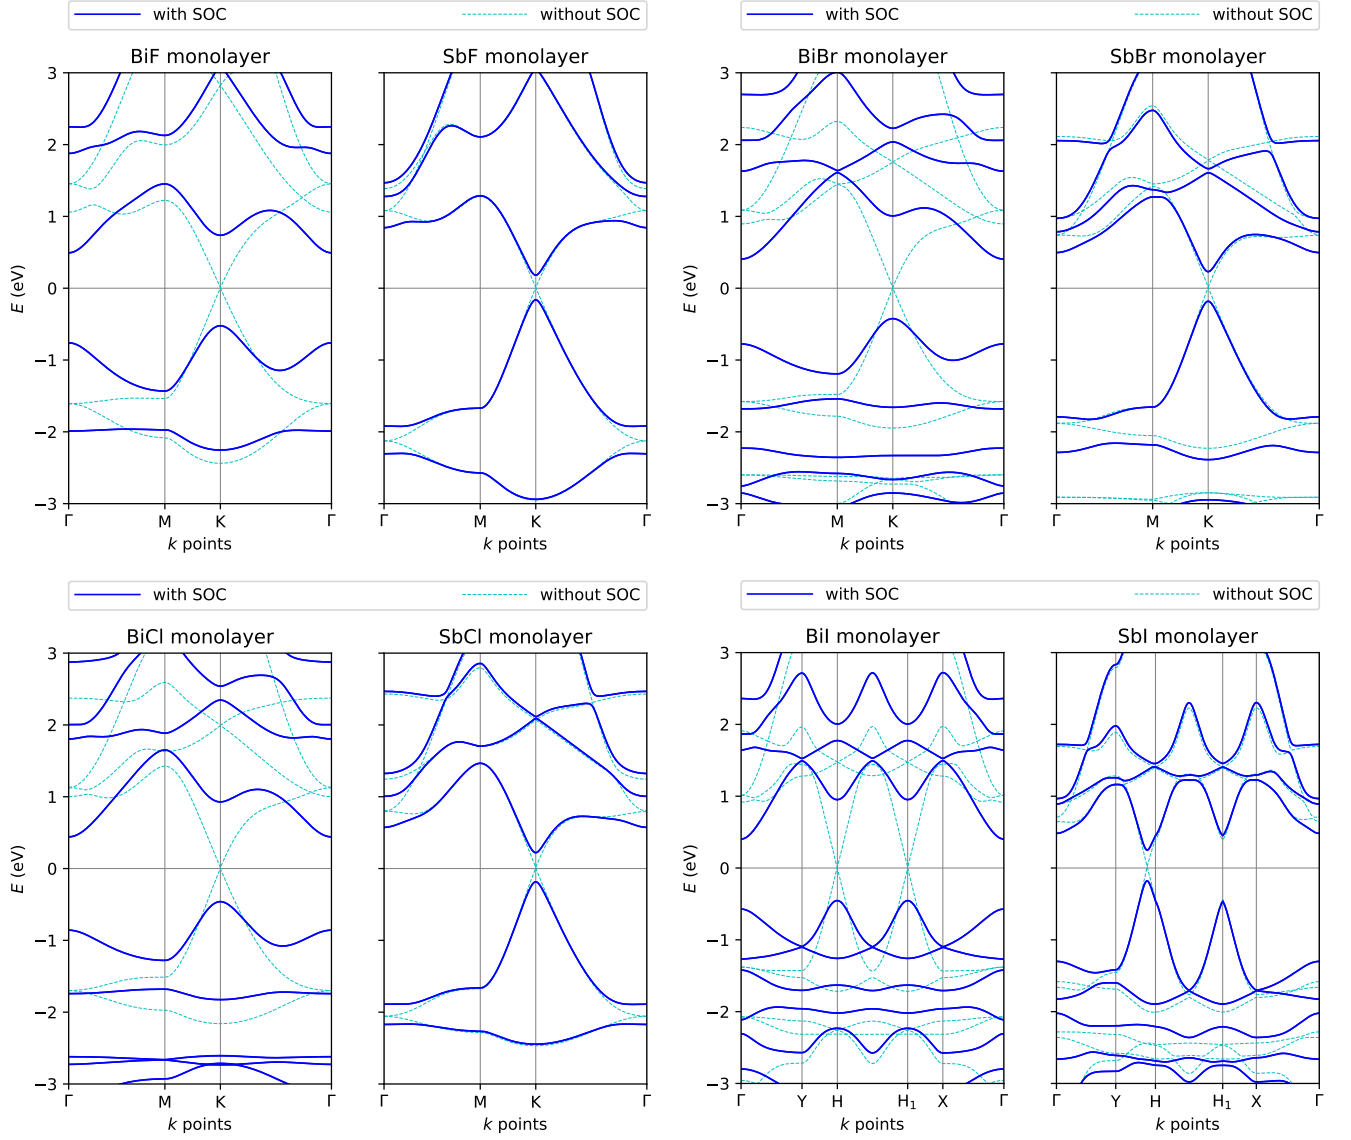 with SOC without SOC with SOC without SOC
BiF monolayer SbF monolayer BiBr monolayer SbBr monolayer
3 3
2 2
1 1
0 0
−1 −1
−2 −2
−3 −3
E (eV) E (eV)
Γ M K Γ Γ M K Γ Γ M K Γ Γ M K Γ
k points k points k points k points
with SOC without SOC with SOC without SOC
BiCl monolayer SbCl monolayer BiI monolayer SbI monolayer
3 3
2 2
1 1
0 0
−1 −1
−2 −2
−3 −3
E (eV) E (eV)
Γ M K Γ Γ M K Γ Γ Y H H₁ X Γ Γ Y H H₁ X Γ
k points k points k points k points